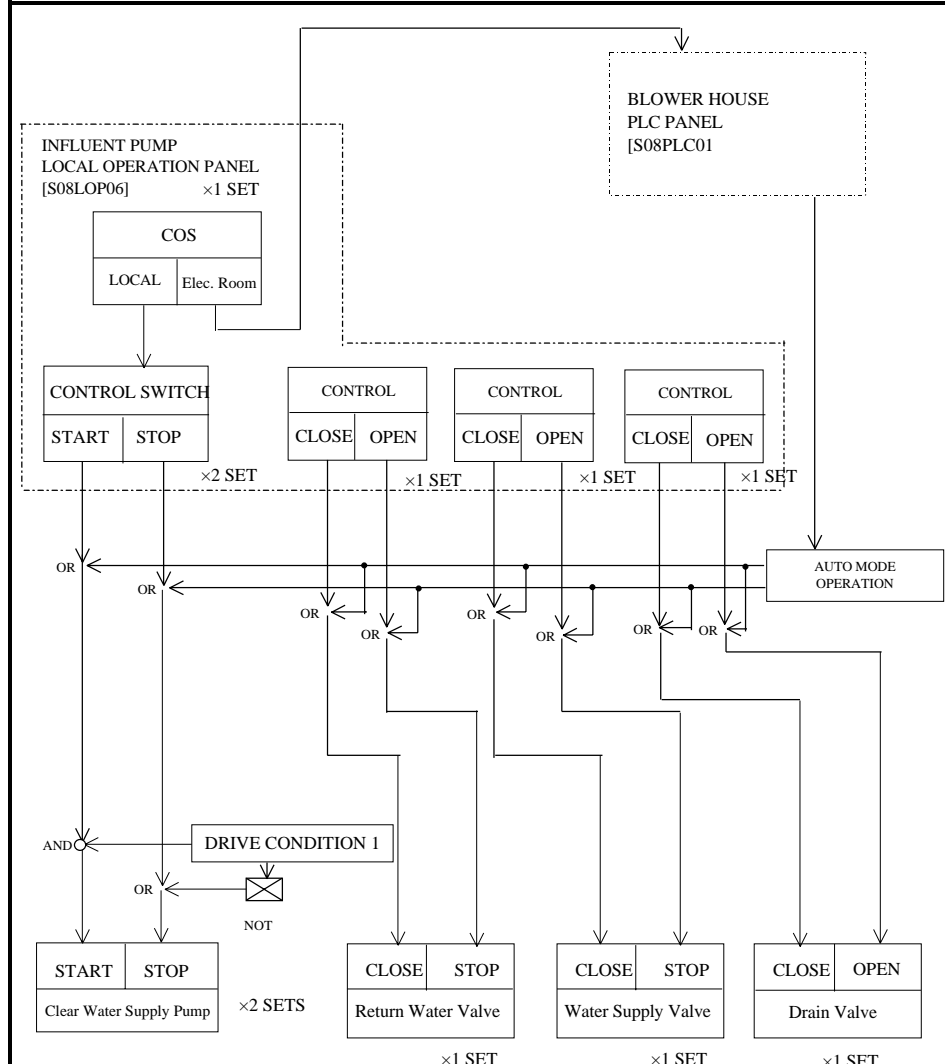 BLOWER HOUSE
PLC PANEL
[S08PLC01
INFLUENT PUMP
LOCAL OPERATION PANEL
[S08LOP06]
×1 SET
COS
LOCAL
Elec. Room
CONTROL SWITCH
START
STOP
×2 SET
CONTROL
CLOSE
OPEN
×1 SET
CONTROL
CLOSE
OPEN
×1 SET
CONTROL
CLOSE
OPEN
×1 SET
AUTO MODE
OPERATION
OR
OR
OR
OR
OR
OR
OR
OR
AND
DRIVE CONDITION 1
OR
NOT
START
STOP
Clear Water Supply Pump
×2 SETS
CLOSE
STOP
Return Water Valve
×1 SET
CLOSE
STOP
Water Supply Valve
×1 SET
CLOSE
OPEN
Drain Valve
×1 SET